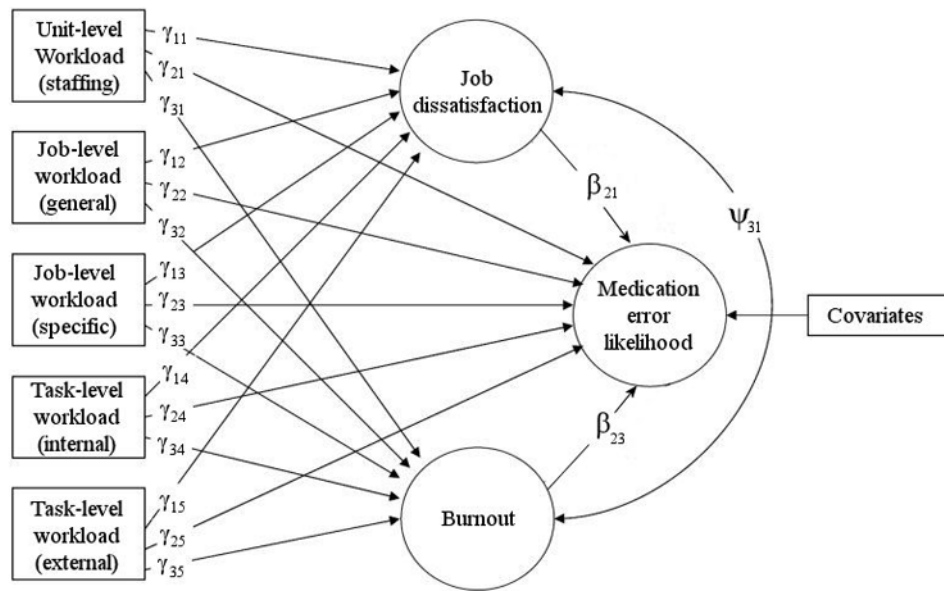 Unit-level
Workload
(staffing)
γ11
γ21
γ31
Job-level
workload
(general)
γ12
γ22
γ32
Job-level
workload
(specific)
γ13
γ23
γ33
Task-level
workload
(internal)
γ14
γ24
γ34
Task-level
workload
(external)
γ15
γ25
γ35
Job
dissatisfaction
β21
Medication
error
likelihood
β23
Burnout
ψ31
Covariates